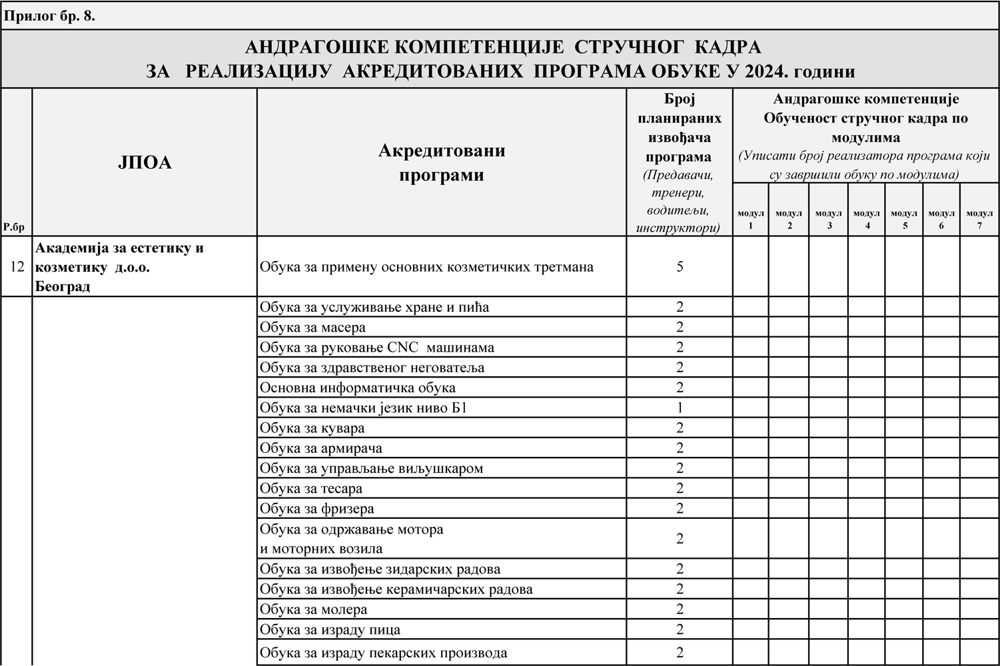 Прилог бр. 8.
АНДРАГОШКЕ КОМПЕТЕНЦИЈЕ СТРУЧНОГ КАДРА
ЗА РЕАЛИЗАЦИЈУ АКРЕДИТОВАНИХ ПРОГРАМА ОБУКЕ У 2024. години
Р.бр
ЈПОА
Акредитовани
програми
Број
планираних
извођача
програма
(Предавачи,
тренери,
водитељи,
инструктори)
Андрагошке компетенције
Обученост стручног кадра по
модулима
(Уписати број реализатора програма који
су завршили обуку по модулима)
модул
1
модул
2
модул
3
модул
4
модул
5
модул
6
модул
7
12
Академија за естетику и
козметику д.о.о.
Београд
Обука за примену основних козметичких третмана
5
Обука за услуживање хране и пића 2
Обука за масера 2
Обука за руковање CNC машинама 2
Обука за здравственог неговатеља 2
Основна информатичка обука 2
Обука за немачки језик ниво Б1 1
Обука за кувара 2
Обука за армирача 2
Обука за управљање виљушкаром 2
Обука за тесара 2
Обука за фризера 2
Обука за одржавање мотора
и моторних возила
2
Обука за извођење зидарских радова 2
Обука за извођење керамичарских радова 2
Обука за молера 2
Обука за израду пица 2
Обука за израду пекарских производа 2